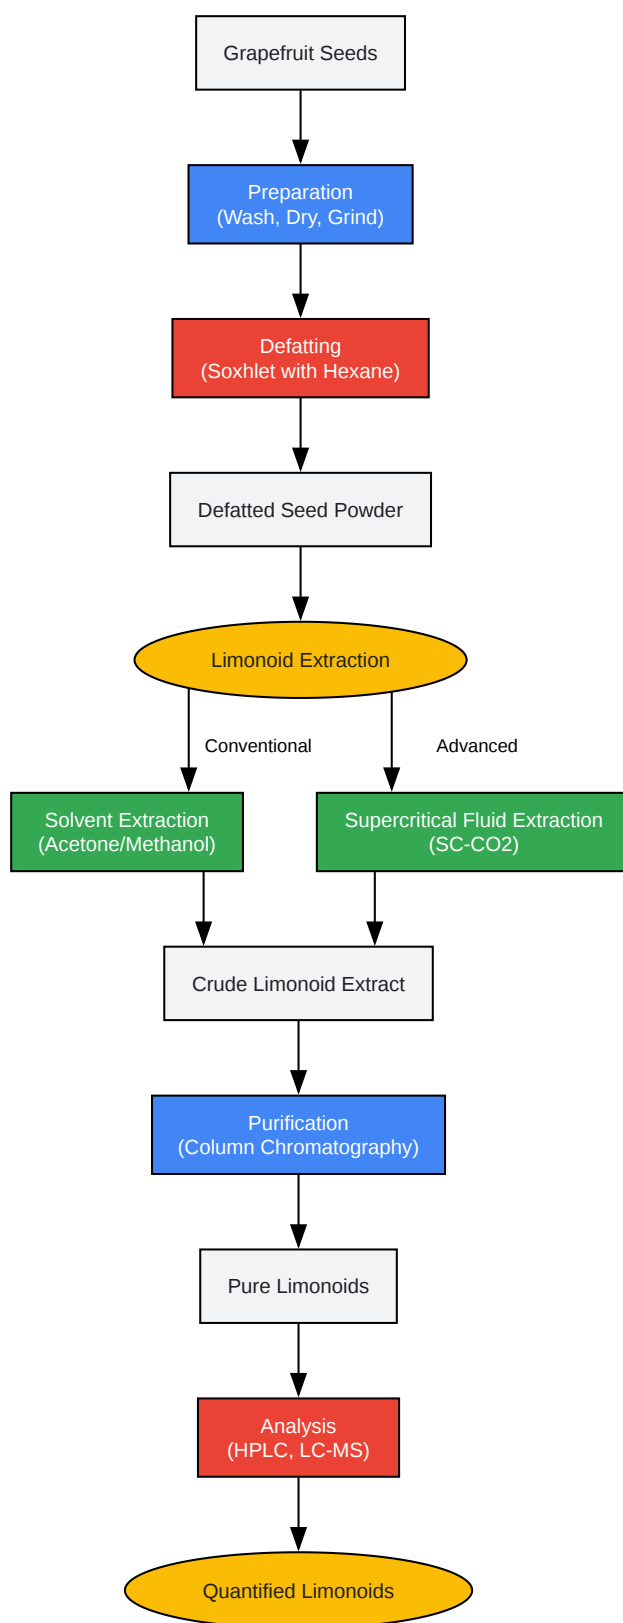 Grapefruit Seeds
Preparation
(Wash, Dry, Grind)
Defatting
(Soxhlet with Hexane)
Defatted Seed Powder
Limonoid Extraction
Conventional
Advanced
Solvent Extraction
(Acetone/Methanol)
Supercritical Fluid Extraction
(SC-CO2)
Crude Limonoid Extract
Purification
(Column Chromatography)
Pure Limonoids
Analysis
(HPLC, LC-MS)
Quantified Limonoids